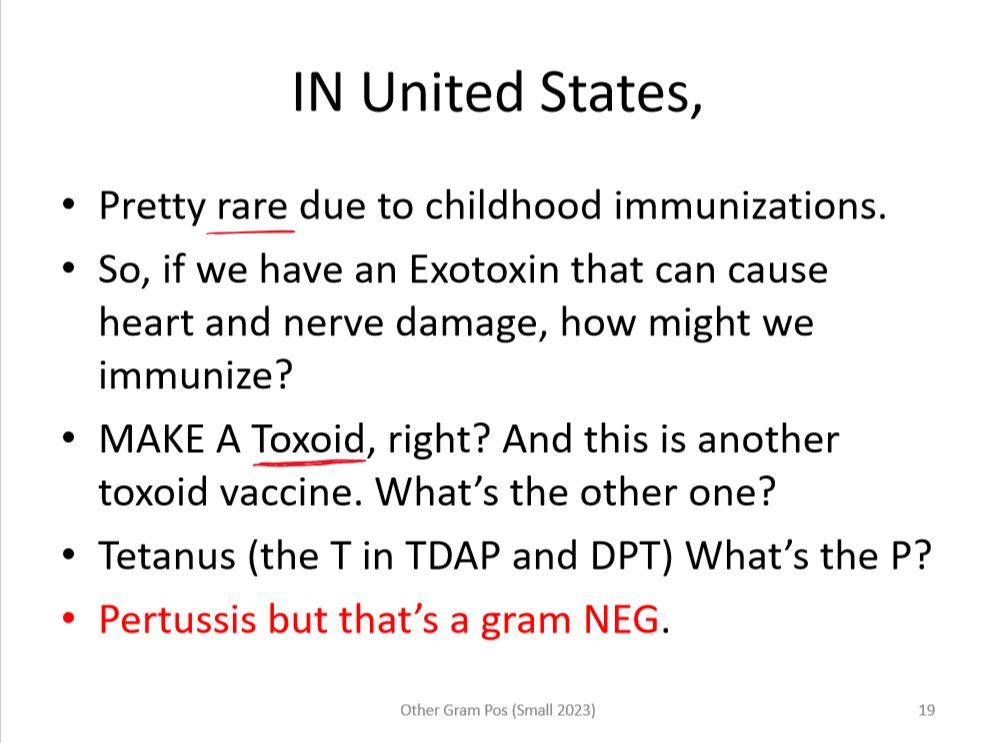 IN United States,
• Pretty rare due to childhood immunizations.
• So, if we have an Exotoxin that can cause
heart and nerve damage, how might we
immunize?
• MAKE A Toxoid, right? And this is another
toxoid vaccine. What’s the other one?
• Tetanus (the T in TDAP and DPT) What’s the P?
• Pertussis but that’s a gram NEG.
Other Gram Pos (Small 2023)
19